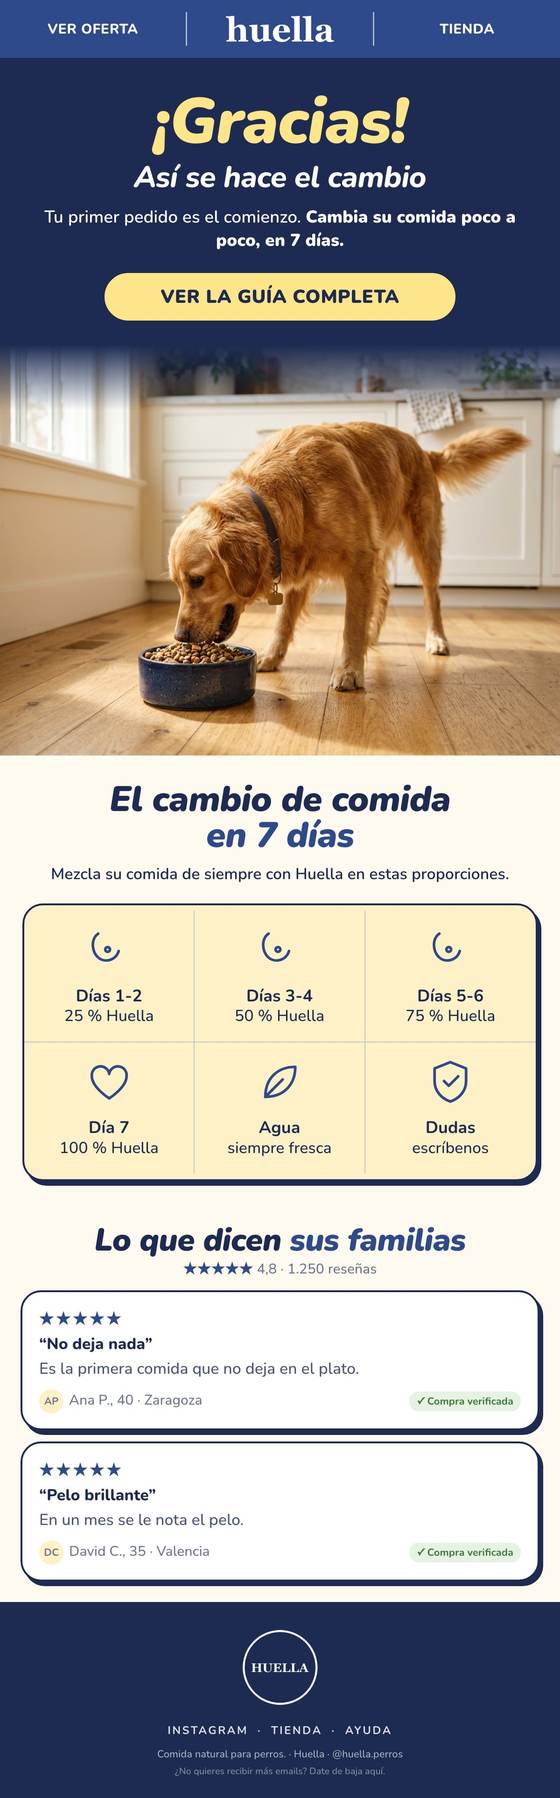 VER OFERTA
huella
TIENDA
¡Gracias!
Así se hace el cambio
Tu primer pedido es el comienzo. Cambia su comida poco a
poco, en 7 días.
VER LA GUÍA COMPLETA
El cambio de comida
en 7 días
Mezcla su comida de siempre con Huella en estas proporciones.
Días 1-2
25 % Huella
Días 3-4
50 % Huella
Días 5-6
75 % Huella
Día 7
100 % Huella
Agua
siempre fresca
Dudas
escríbenos
Lo que dicen sus familias
★★★★★ 4,8 · 1.250 reseñas
★★★★★
“No deja nada”
Es la primera comida que no deja en el plato.
AP Ana P., 40 · Zaragoza
✓ Compra verificada
★★★★★
“Pelo brillante”
En un mes se le nota el pelo.
DC David C., 35 · Valencia
✓ Compra verificada
HUELLA
INSTAGRAM · TIENDA · AYUDA
Comida natural para perros. · Huella · @huella.perros
¿No quieres recibir más emails? Date de baja aquí.